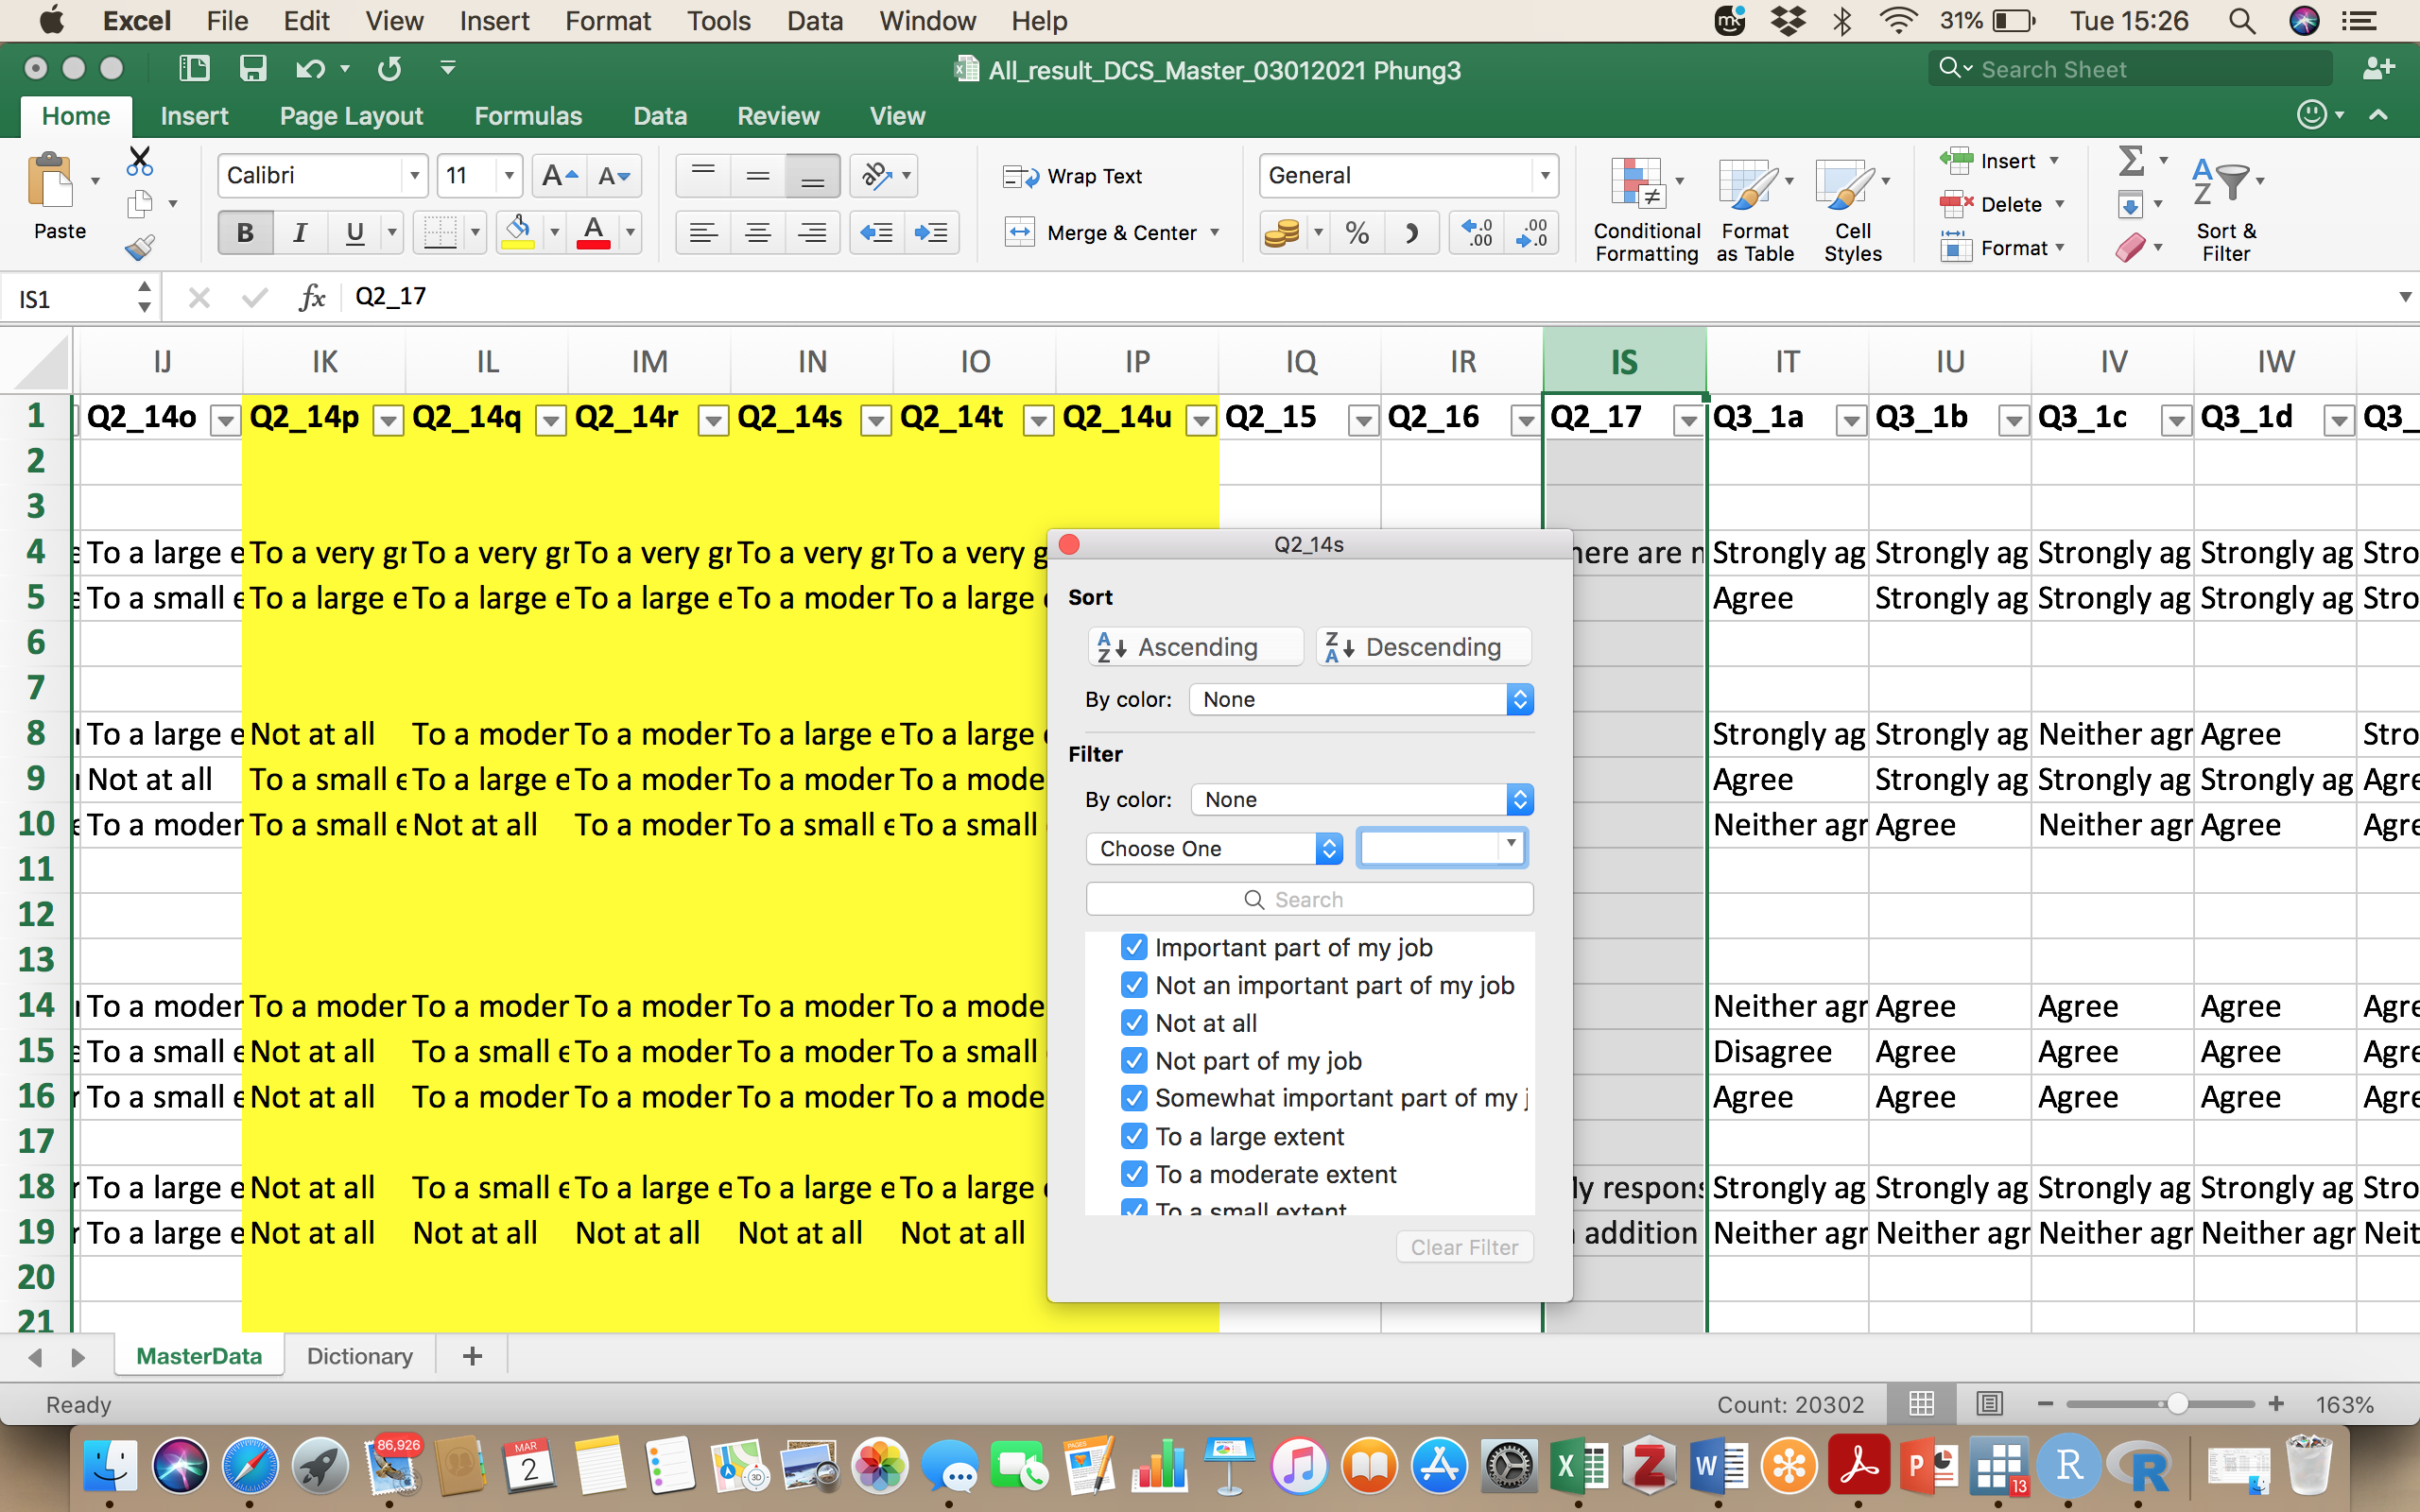 Excel File Edit View Insert Format Tools Data Window Help 31% Tue 15:26
All_result_DCS_Master_03012021 Phung3
Search Sheet
Home Insert Page Layout Formulas Data Review View
Paste Calibri 11 A A Wrap Text General Conditional Formatting Format as Table Cell Styles Insert Delete Format Sort & Filter
B I U A Merge & Center % .0 .00 .00 .0
IS1 fx Q2_17
IJ IK IL IM IN IO IP IQ IR IS IT IU IV IW
1 Q2_14o Q2_14p Q2_14q Q2_14r Q2_14s Q2_14t Q2_14u Q2_15 Q2_16 Q2_17 Q3_1a Q3_1b Q3_1c Q3_1d Q3_
2
3
4 To a large e To a very gr To a very gr To a very gr To a very gr To a very g here are n Strongly ag Strongly ag Strongly ag Strongly ag Stro
5 To a small e To a large e To a large e To a large e To a moder To a large e Agree Strongly ag Strongly ag Strongly ag Stro
6
7
8 To a large e Not at all To a moder To a moder To a large e To a large e Strongly ag Strongly ag Neither agr Agree Stro
9 Not at all To a small e To a large e To a moder To a moder To a mode Agree Strongly ag Strongly ag Strongly ag Agre
10 To a moder To a small e Not at all To a moder To a small e To a small Neither agr Agree Neither agr Agree Agre
11
12
13
14 To a moder To a moder To a moder To a moder To a moder To a mode Neither agr Agree Agree Agree Agre
15 To a small e Not at all To a small e To a moder To a moder To a small Disagree Agree Agree Agree Agre
16 To a small e Not at all To a moder To a moder To a moder To a mode Agree Agree Agree Agree Agre
17
18 To a large e Not at all To a small e To a large e To a large e To a large e ly respons Strongly ag Strongly ag Strongly ag Strongly ag Stro
19 To a large e Not at all Not at all Not at all Not at all Not at all addition Neither agr Neither agr Neither agr Neither agr Neit
20
21
Q2_14s
Sort
Ascending Descending
By color: None
Filter
By color: None
Choose One
Search
Important part of my job
Not an important part of my job
Not at all
Not part of my job
Somewhat important part of my j
To a large extent
To a moderate extent
To a small extent
Clear Filter
MasterData Dictionary +
Ready Count: 20302 163%
86,926 MAR 2 PAGES 3D X Z W P 13 R R